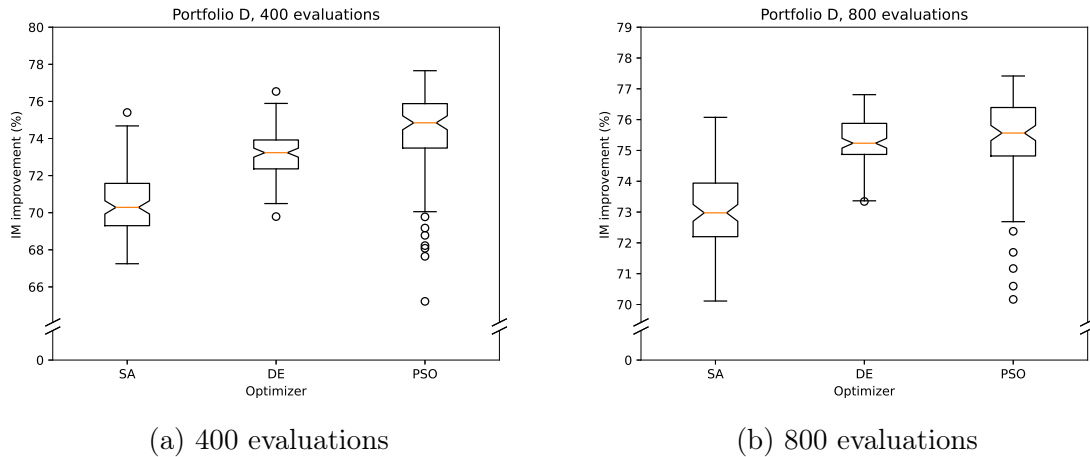 Portfolio D, 400 evaluations
80
78
76
74
72
70
68
66
0
IM improvement (%)
SA DE PSO
Optimizer
(a) 400 evaluations
Portfolio D, 800 evaluations
79
78
77
76
75
74
73
72
71
70
0
IM improvement (%)
SA DE PSO
Optimizer
(b) 800 evaluations